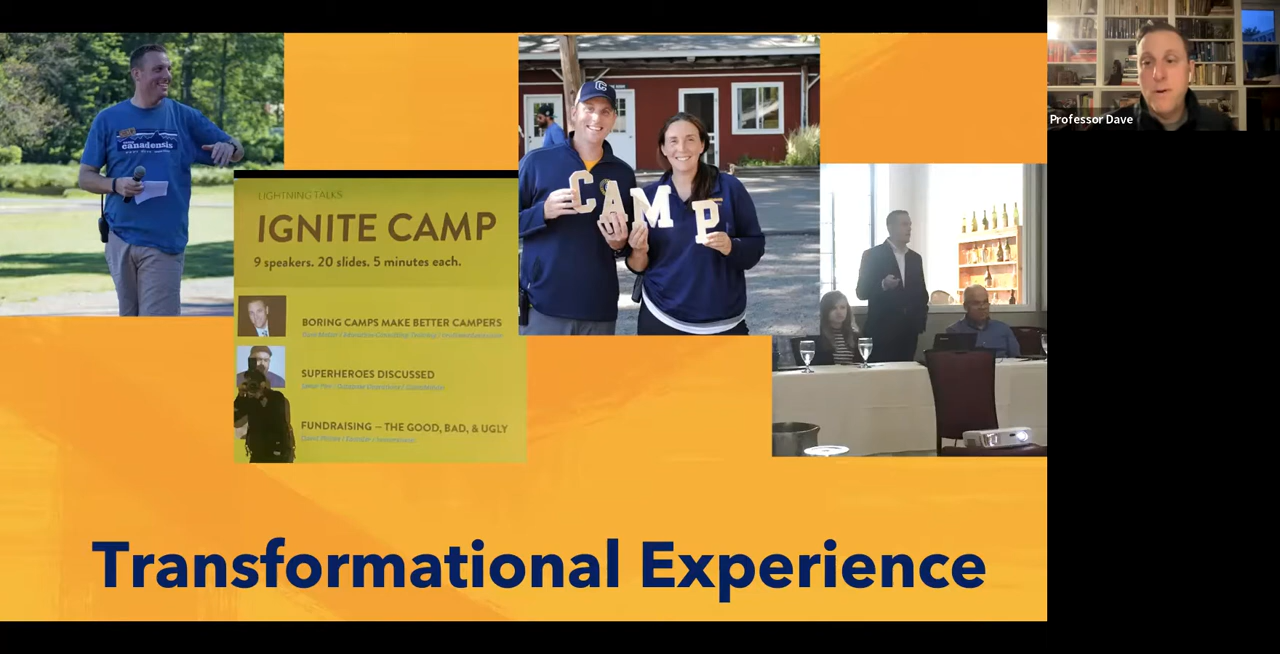 Professor Dave
canadensis
C
CAMP
LIGHTNING TALKS
IGNITE CAMP
9 speakers. 20 slides. 5 minutes each.
BORING CAMPS MAKE BETTER CAMPERS
SUPERHEROES DISCUSSED
FUNDRAISING – THE GOOD, BAD, & UGLY
Transformational Experience